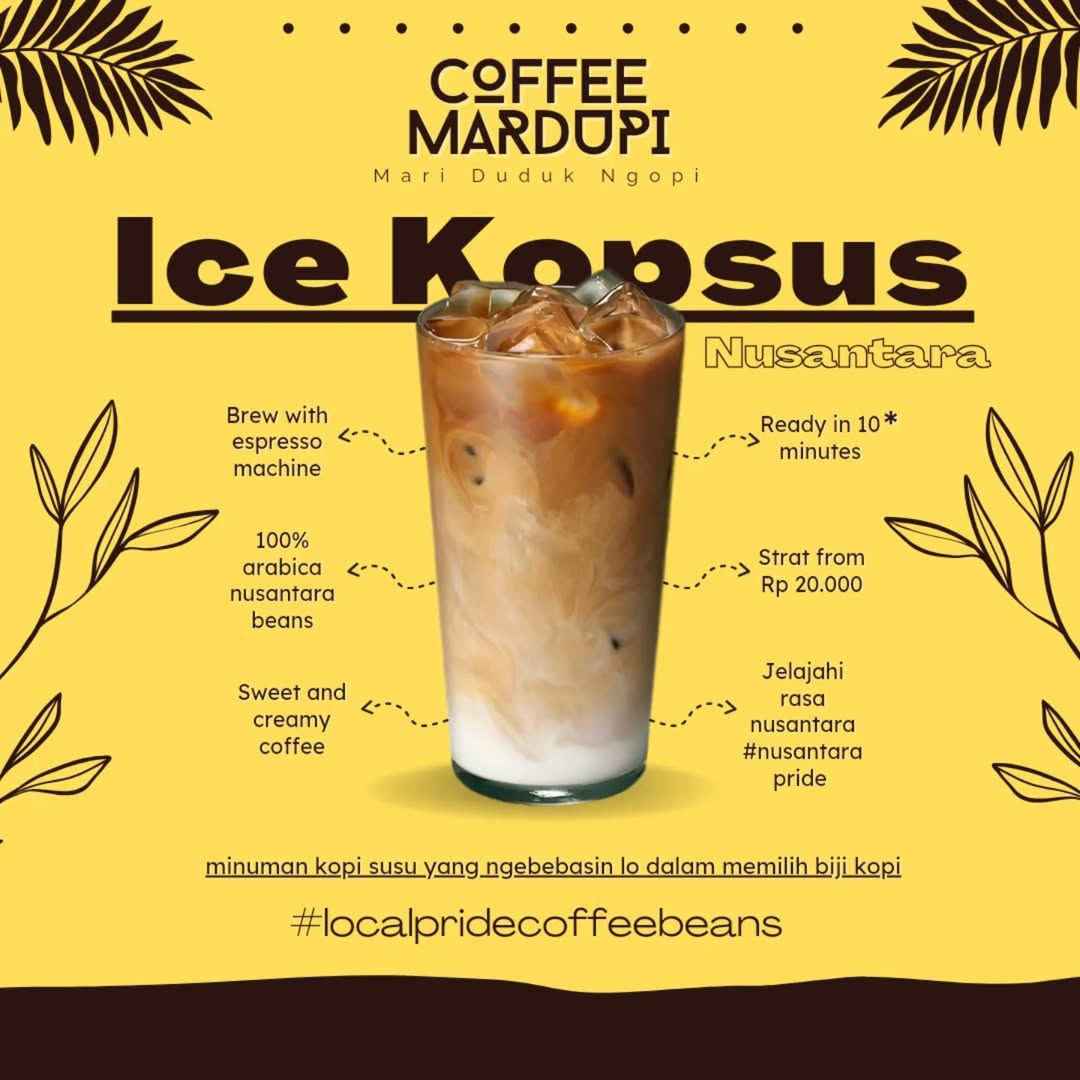 COFFEE
MARDUPI
Mari Duduk Ngopi
Ice Kopsus
Nusantara
Brew with
espresso
machine
Ready in 10*
minutes
100%
arabica
nusantara
beans
Strat from
Rp 20.000
Sweet and
creamy
coffee
Jelajahi
rasa
nusantara
#nusantara
pride
minuman kopi susu yang ngebebasin lo dalam memilih biji kopi
#localpridecoffeebeans